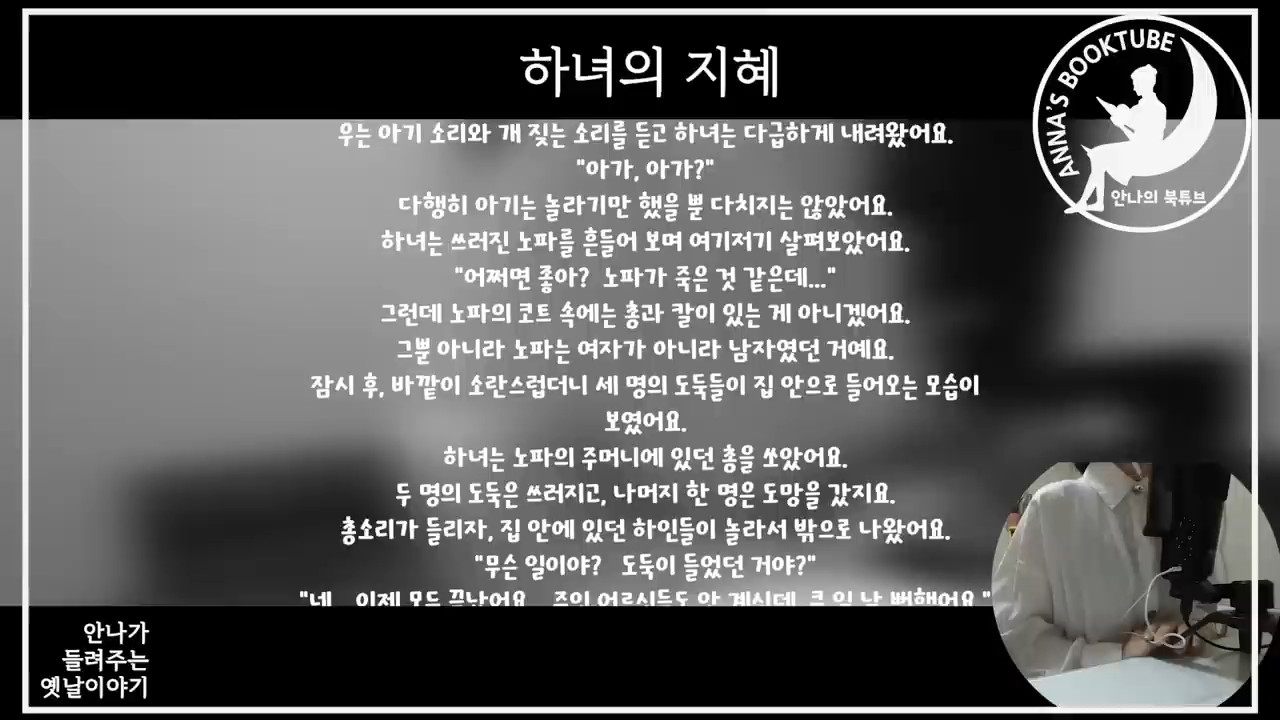 하녀의 지혜
ANNA'S BOOKTUBE
안나의 북튜브
우는 아기 소리와 개 짖는 소리를 듣고 하녀는 다급하게 내려왔어요.
"아가, 아가?"
다행히 아기는 놀라기만 했을 뿐 다치지는 않았어요.
하녀는 쓰러진 노파를 흔들어 보며 여기저기 살펴보았어요.
"어쩌면 좋아? 노파가 죽은 것 같은데..."
그런데 노파의 코트 속에는 총과 칼이 있는 게 아니겠어요.
그뿐 아니라 노파는 여자가 아니라 남자였던 거예요.
잠시 후, 바깥이 소란스럽더니 세 명의 도둑들이 집 안으로 들어오는 모습이
보였어요.
하녀는 노파의 주머니에 있던 총을 쏘았어요.
두 명의 도둑은 쓰러지고, 나머지 한 명은 도망을 갔지요.
총소리가 들리자, 집 안에 있던 하인들이 놀라서 밖으로 나왔어요.
"무슨 일이야? 도둑이 들었던 거야?"
"네... 이제 모두 끝났어요.
안나가
들려주는
옛날이야기